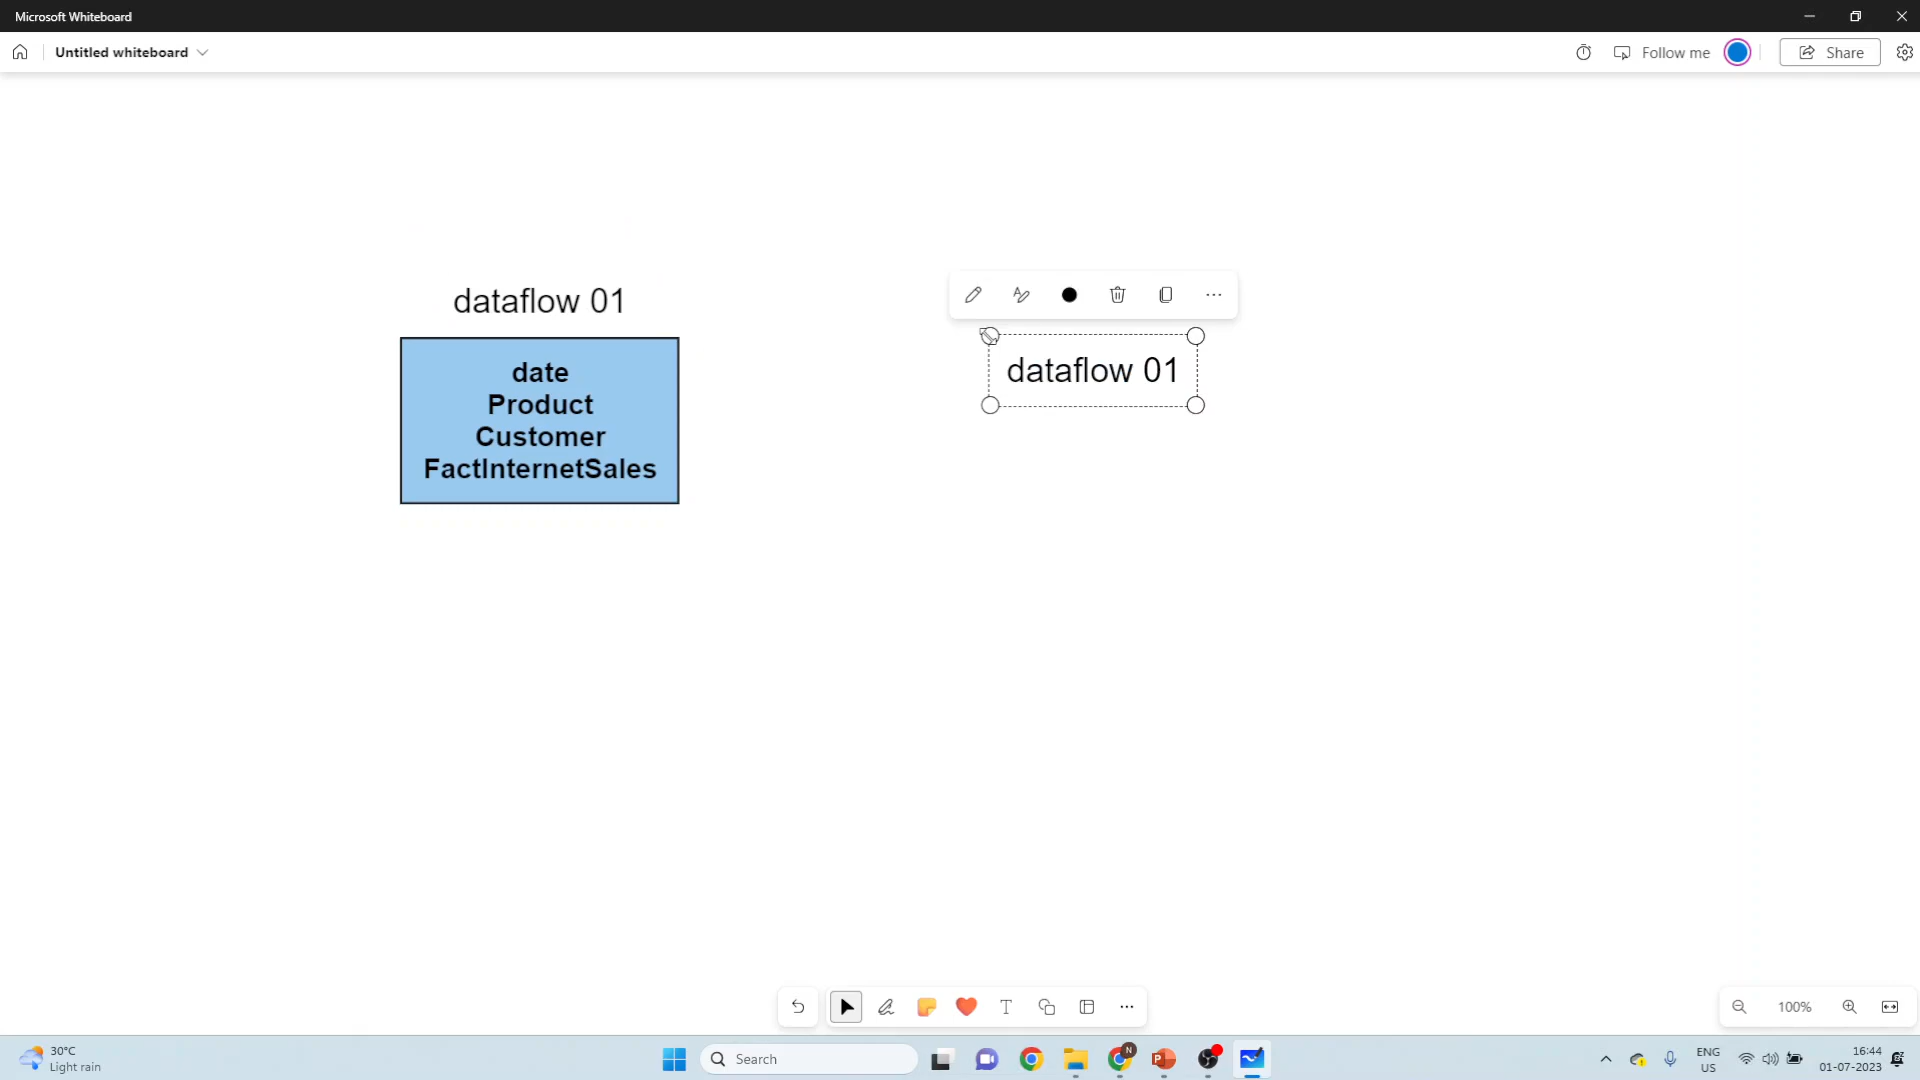 Microsoft Whiteboard
Untitled whiteboard
Follow me
Share
dataflow 01
date
Product
Customer
FactInternetSales
dataflow 01
100%
30°C
Light rain
Search
N
ENG
US
16:44
01-07-2023